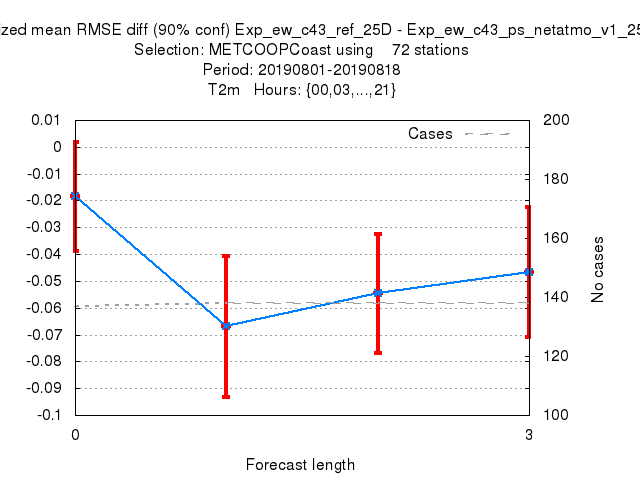 ized mean RMSE diff (90% conf) Exp_ew_c43_ref_25D - Exp_ew_c43_ps_netatmo_v1_25
Selection: METCOOPCoast using 72 stations
Period: 20190801-20190818
T2m Hours: {00,03,...,21}
Cases
0.01
0
-0.01
-0.02
-0.03
-0.04
-0.05
-0.06
-0.07
-0.08
-0.09
-0.1
200
180
160
140
120
100
No cases
0 3
Forecast length